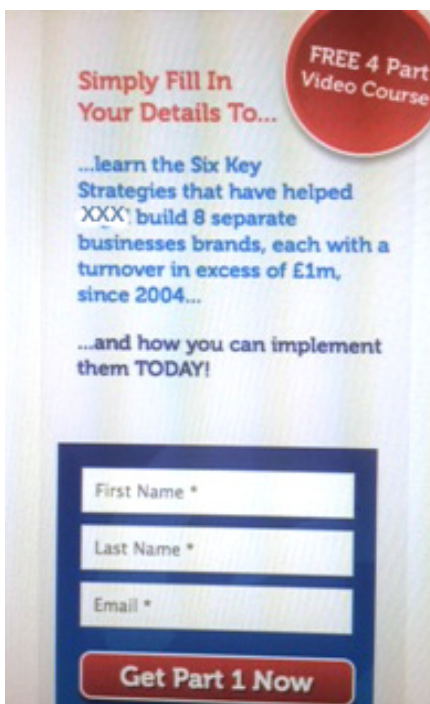 FREE 4 Part
Video Course
Simply Fill In
Your Details To...
...learn the Six Key
Strategies that have helped
XXX build 8 separate
businesses brands, each with a
turnover in excess of £1m,
since 2004...
...and how you can implement
them TODAY!
First Name *
Last Name *
Email *
Get Part 1 Now